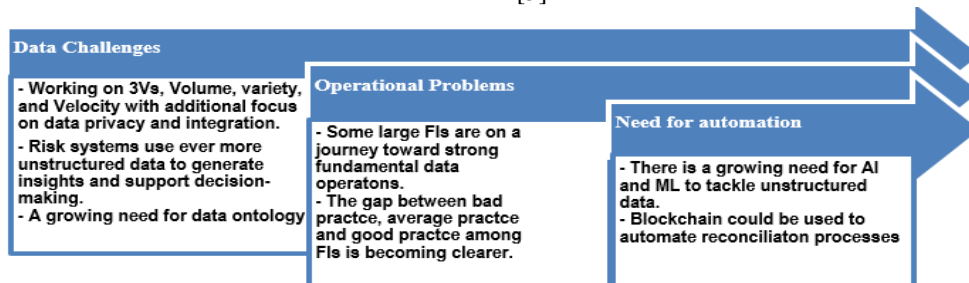 Data Challenges
- Working on 3Vs, Volume, variety,
and Velocity with additional focus
on data privacy and integration.
- Risk systems use ever more
unstructured data to generate
insights and support decision-
making.
- A growing need for data ontology
Operational Problems
- Some large FIs are on a
journey toward strong
fundamental data
operatons.
- The gap between bad
practce, average practce
and good practce among
FIs is becoming clearer.
Need for automation
- There is a growing need for AI
and ML to tackle unstructured
data.
- Blockchain could be used to
automate reconciliaton processes